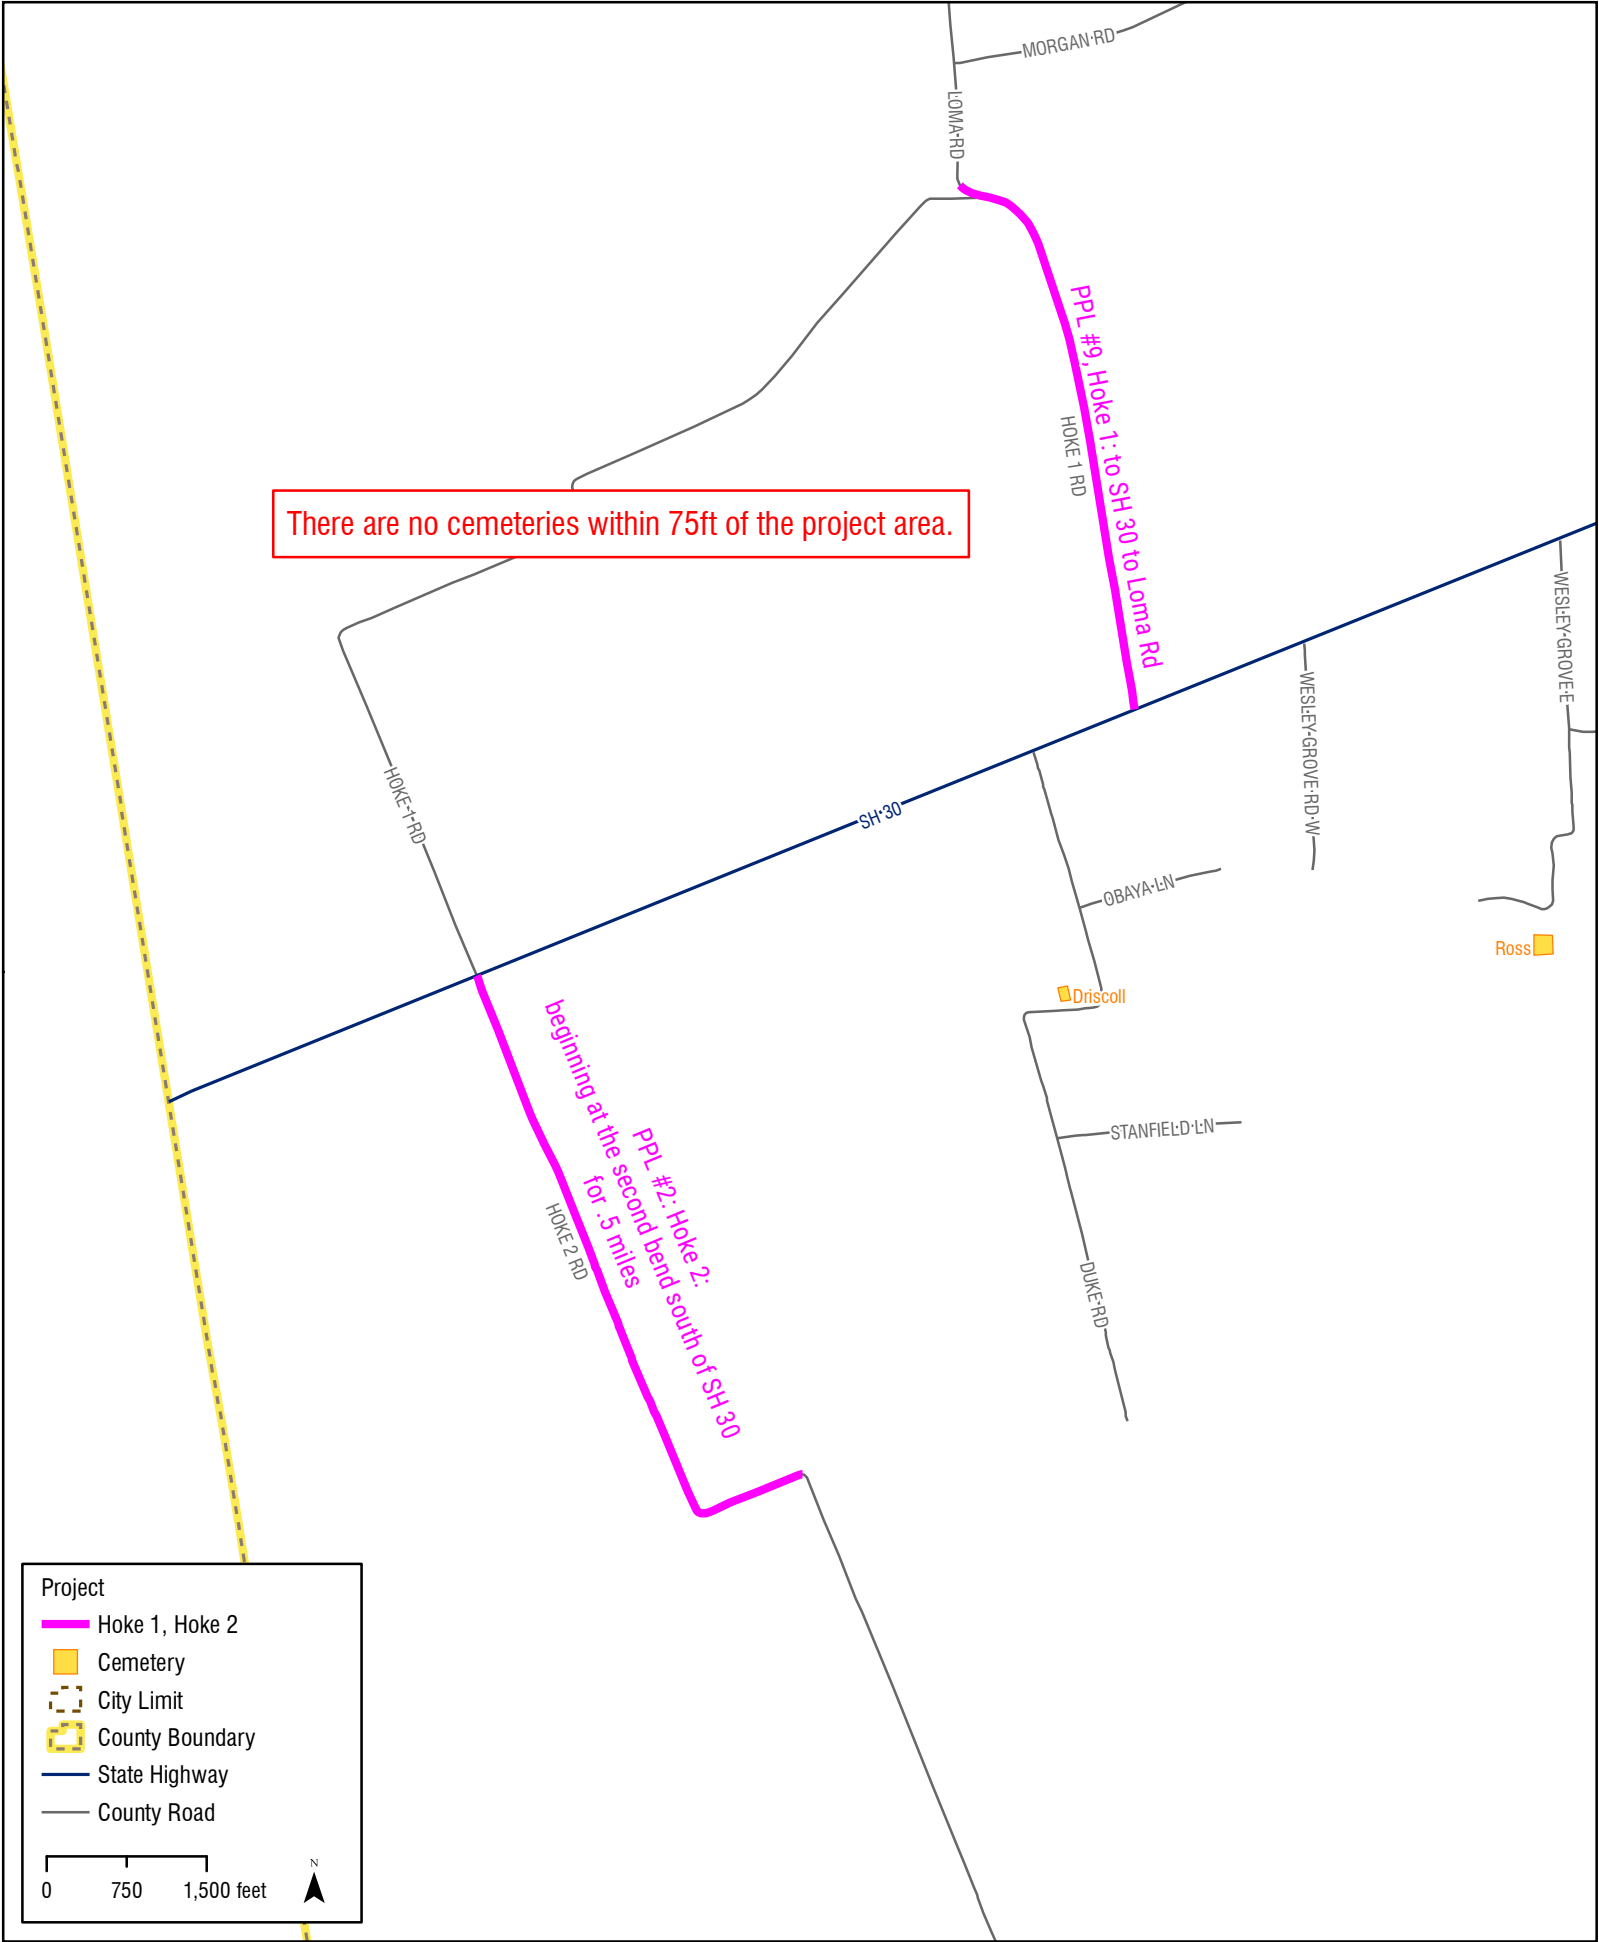 MORGAN RD
LOMA RD
PPL #9, Hoke 1: to SH 30 to Loma Rd
HOKE 1 RD
There are no cemeteries within 75ft of the project area.
WESLEY GROVE E
WESLEY GROVE RD W
HOKE 1 RD
SH 30
OBAYA LN
Ross
Driscoll
PPL #2: Hoke 2:
beginning at the second bend south of SH 30
for .5 miles
STANFIELD LN
HOKE 2 RD
DUKE RD
Project
Hoke 1, Hoke 2
Cemetery
City Limit
County Boundary
State Highway
County Road
N
0 750 1,500 feet